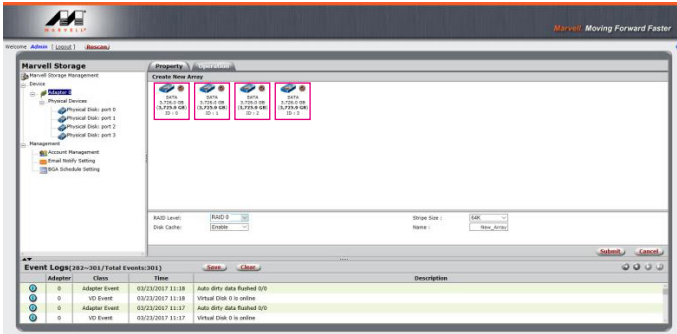 MARVELL
Marvell. Moving Forward Faster
Welcome Admin [ Logout ] Rescan
Marvell Storage
Marvell Storage Management
Device
Adapter 0
Physical Devices
Physical Disk: port 0
Physical Disk: port 1
Physical Disk: port 2
Physical Disk: port 3
Management
Account Management
Email Notify Setting
BGA Schedule Setting
Property Operation
Create New Array
SATA SATA SATA SATA
3,726.0 GB 3,726.0 GB 3,726.0 GB 3,726.0 GB
(3,725.9 GB) (3,725.9 GB) (3,725.9 GB) (3,725.9 GB)
ID : 0 ID : 1 ID : 2 ID : 3
RAID Level: RAID 0 Stripe Size : 64K
Disk Cache: Enable Name : New_Array
Submit Cancel
Event Logs(282~301/Total Events:301) Save Clear
Adapter Class Time Description
0 Adapter Event 03/23/2017 11:18 Auto dirty data flushed 0/0
0 VD Event 03/23/2017 11:18 Virtual Disk 0 is online
0 Adapter Event 03/23/2017 11:17 Auto dirty data flushed 0/0
0 VD Event 03/23/2017 11:17 Virtual Disk 0 is online